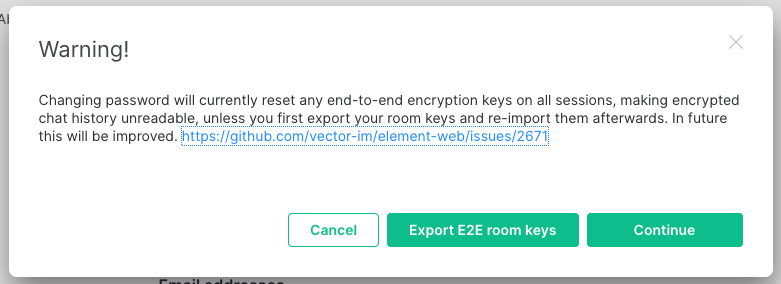 Warning!
Changing password will currently reset any end-to-end encryption keys on all sessions, making encrypted
chat history unreadable, unless you first export your room keys and re-import them afterwards. In future
this will be improved. https://github.com/vector-im/element-web/issues/2671
Cancel
Export E2E room keys
Continue
Email addresses